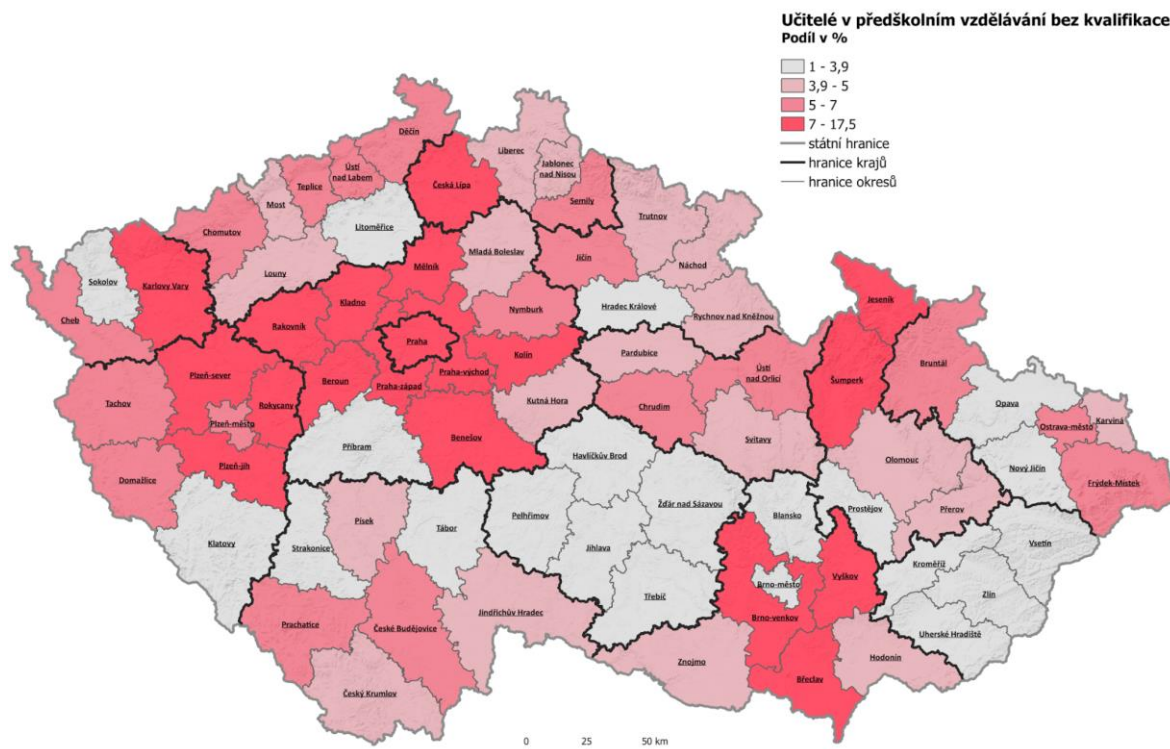 Učitelé v předškolním vzdělávání bez kvalifikace
Podíl v %
1 - 3,9
3,9 - 5
5 - 7
7 - 17,5
státní hranice
hranice krajů
hranice okresů
Děčín
Liberec
Jablonec
nad Nisou
Ústí
nad Labem
Teplice
Česká Lípa
Most
Semily
Trutnov
Litoměřice
Chomutov
Mladá Boleslav
Jičín
Náchod
Louny
Mělník
Sokolov
Karlovy Vary
Kladno
Jeseník
Hradec Králové
Nymburk
Rychnov nad Kněžnou
Cheb
Rakovník
Praha
Kolín
Pardubice
Bruntál
Plzeň-sever
Beroun
Praha-západ
Praha-východ
Ústí
nad Orlicí
Šumperk
Tachov
Rokycany
Kutná Hora
Chrudim
Opava
Plzeň-město
Karviná
Ostrava-město
Benešov
Svitavy
Příbram
Havlíčkův Brod
Olomouc
Plzeň-jih
Nový Jičín
Domažlice
Frýdek-Místek
Žďár nad Sázavou
Prostějov
Přerov
Písek
Tábor
Pelhřimov
Blansko
Klatovy
Strakonice
Jihlava
Vsetín
Kroměříž
Vyškov
Brno-město
Zlín
Třebíč
Jindřichův Hradec
Prachatice
České Budějovice
Brno-venkov
Uherské Hradiště
Hodonín
Znojmo
Břeclav
Český Krumlov
0 25 50 km